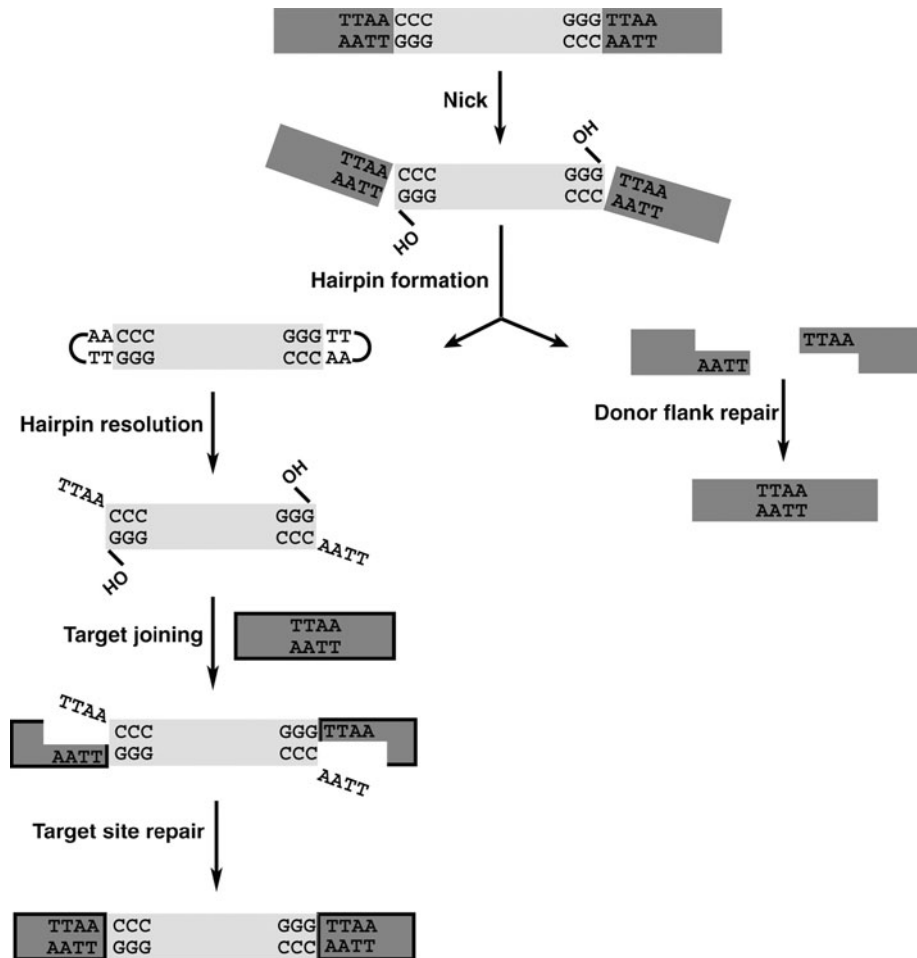 TTAA CCC GGG TTAA
AATT GGG CCC AATT
Nick
OH
TTAA CCC GGG TTAA
AATT GGG CCC AATT
HO
Hairpin formation
AA CCC GGG TT
TT GGG CCC AA
TTAA
AATT
Hairpin resolution
Donor flank repair
TTAA
OH
CCC GGG
GGG CCC
AATT
HO
TTAA
AATT
Target joining
TTAA
AATT
TTAA
CCC GGG TTAA
AATT GGG CCC
AATT
Target site repair
TTAA CCC GGG TTAA
AATT GGG CCC AATT